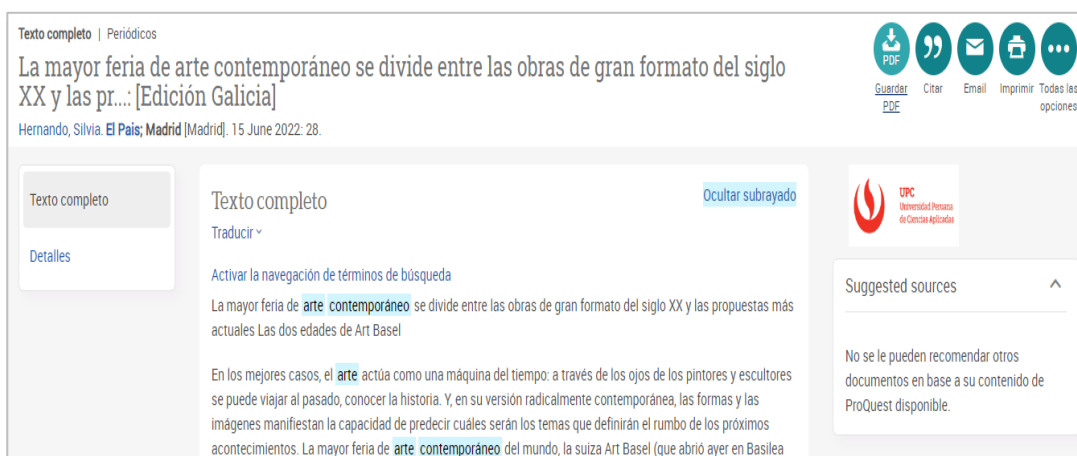 Texto completo | Periódicos
La mayor feria de arte contemporáneo se divide entre las obras de gran formato del siglo
XX y las pr...: [Edición Galicia]
Hernando, Silvia. El Pais; Madrid [Madrid]. 15 June 2022: 28.
PDF
Guardar PDF
Citar
Email
Imprimir
Todas las opciones
Texto completo
Detalles
Texto completo
Ocultar subrayado
Traducir
Activar la navegación de términos de búsqueda
La mayor feria de arte contemporáneo se divide entre las obras de gran formato del siglo XX y las propuestas más
actuales Las dos edades de Art Basel
En los mejores casos, el arte actúa como una máquina del tiempo: a través de los ojos de los pintores y escultores
se puede viajar al pasado, conocer la historia. Y, en su versión radicalmente contemporánea, las formas y las
imágenes manifiestan la capacidad de predecir cuáles serán los temas que definirán el rumbo de los próximos
acontecimientos. La mayor feria de arte contemporáneo del mundo, la suiza Art Basel (que abrió ayer en Basilea
UPC
Universidad Peruana
de Ciencias Aplicadas
Suggested sources
No se le pueden recomendar otros
documentos en base a su contenido de
ProQuest disponible.